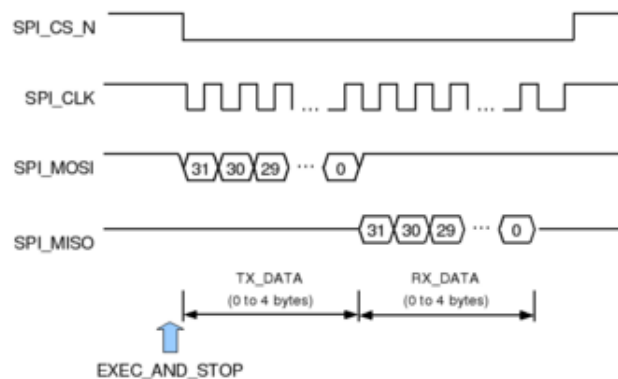 SPI_CS_N
SPI_CLK
...
...
SPI_MOSI
31 30 29 ... 0
SPI_MISO
31 30 29 ... 0
TX_DATA
(0 to 4 bytes)
RX_DATA
(0 to 4 bytes)
EXEC_AND_STOP